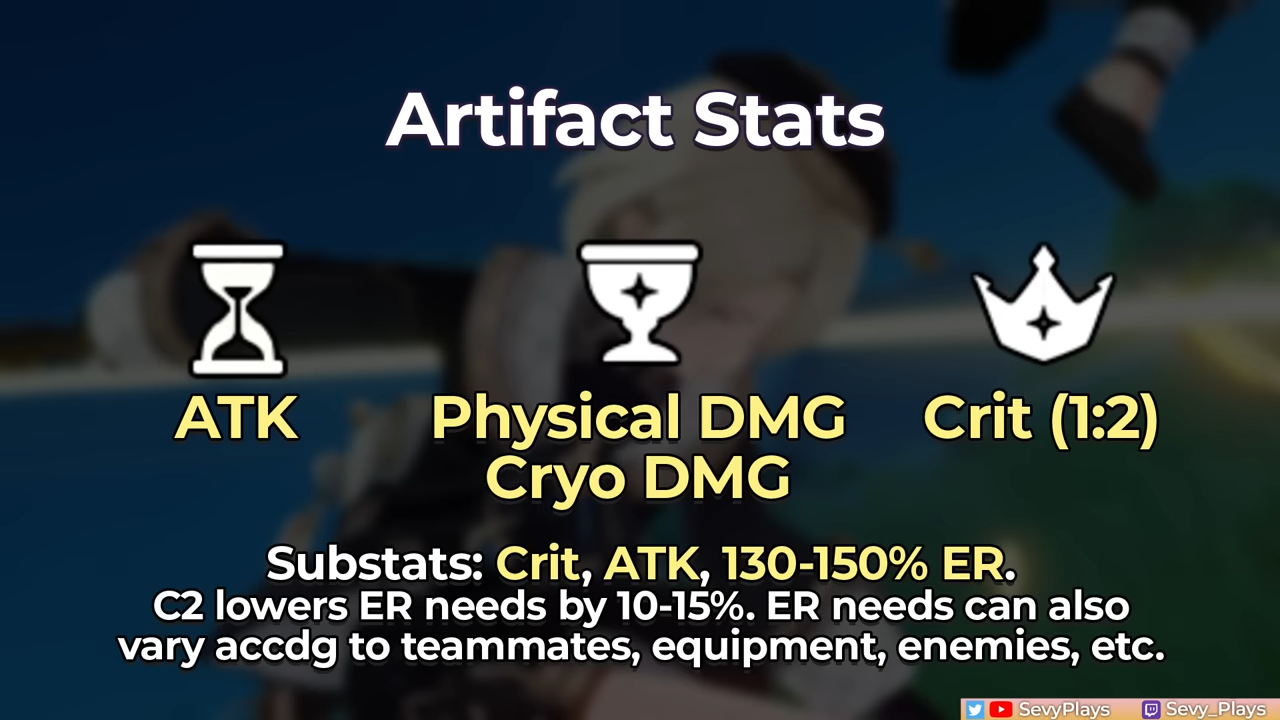 Artifact Stats
ATK
Physical DMG
Cryo DMG
Crit (1:2)
Substats: Crit, ATK, 130-150% ER.
C2 lowers ER needs by 10-15%. ER needs can also
vary accdg to teammates, equipment, enemies, etc.
SevyPlays
Sevy_Plays